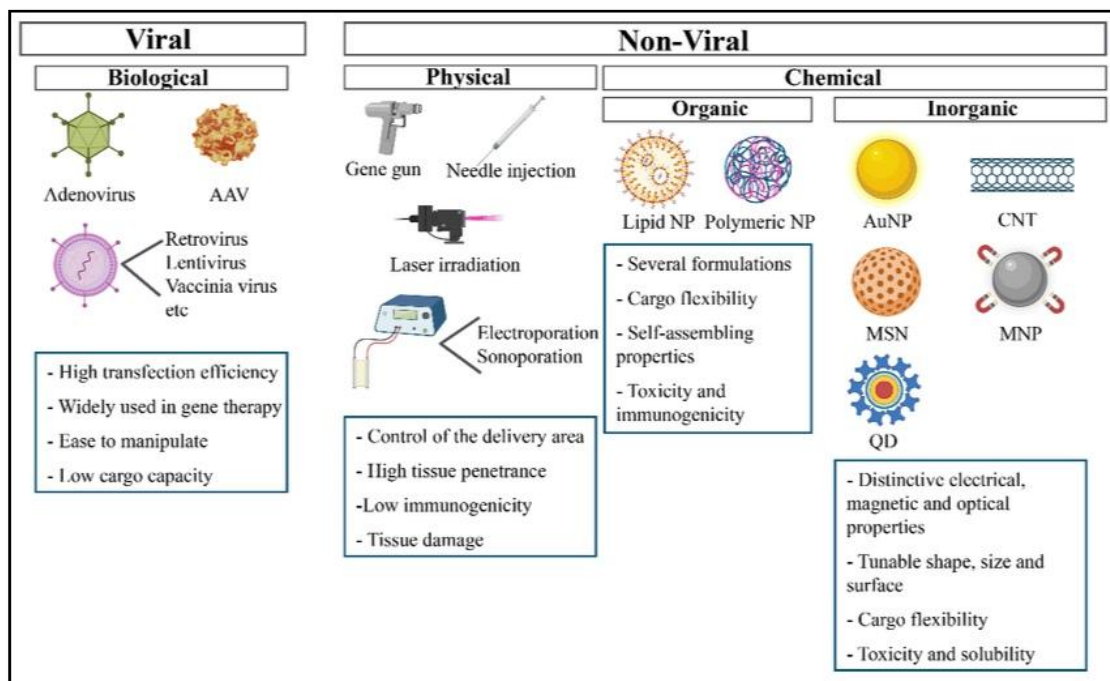 Viral
Biological
Adenovirus
AAV
Retrovirus
Lentivirus
Vaccinia virus
etc
- High transfection efficiency
- Widely used in gene therapy
- Ease to manipulate
- Low cargo capacity
Non-Viral
Physical
Gene gun
Needle injection
Laser irradiation
Electroporation
Sonoporation
- Control of the delivery area
- High tissue penetrance
-Low immunogenicity
- Tissue damage
Chemical
Organic
Lipid NP
Polymeric NP
- Several formulations
- Cargo flexibility
- Self-assembling
properties
- Toxicity and
immunogenicity
Inorganic
AuNP
CNT
MSN
MNP
QD
- Distinctive electrical,
magnetic and optical
properties
- Tunable shape, size and
surface
- Cargo flexibility
- Toxicity and solubility